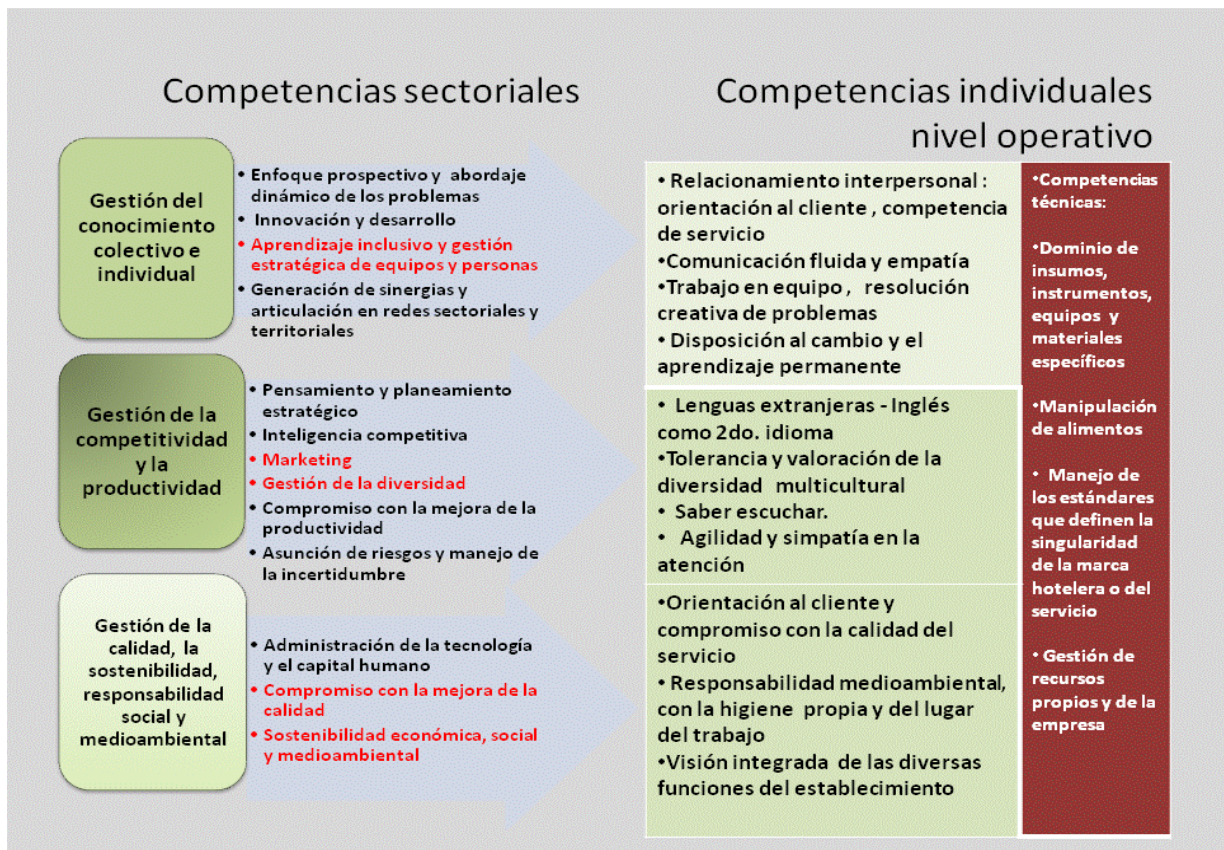 Competencias sectoriales
Competencias individuales
nivel operativo
Gestión del
conocimiento
colectivo e
individual
• Enfoque prospectivo y abordaje
dinámico de los problemas
• Innovación y desarrollo
• Aprendizaje inclusivo y gestión
estratégica de equipos y personas
• Generación de sinergias y
articulación en redes sectoriales y
territoriales
• Relacionamiento interpersonal :
orientación al cliente , competencia
de servicio
•Comunicación fluida y empatía
•Trabajo en equipo , resolución
creativa de problemas
• Disposición al cambio y el
aprendizaje permanente
Gestión de la
competitividad
y la
productividad
• Pensamiento y planeamiento
estratégico
• Inteligencia competitiva
• Marketing
• Gestión de la diversidad
• Compromiso con la mejora de la
productividad
• Asunción de riesgos y manejo de
la incertidumbre
• Lenguas extranjeras - Inglés
como 2do. idioma
•Tolerancia y valoración de la
diversidad multicultural
• Saber escuchar.
• Agilidad y simpatía en la
atención
Gestión de la
calidad, la
sostenibilidad,
responsabilidad
social y
medioambiental
• Administración de la tecnología
y el capital humano
• Compromiso con la mejora de la
calidad
• Sostenibilidad económica, social
y medioambiental
•Orientación al cliente y
compromiso con la calidad del
servicio
• Responsabilidad medioambiental,
con la higiene propia y del lugar
del trabajo
•Visión integrada de las diversas
funciones del establecimiento
•Competencias
técnicas:
•Dominio de
insumos,
instrumentos,
equipos y
materiales
específicos
•Manipulación
de alimentos
• Manejo de
los estándares
que definen la
singularidad
de la marca
hotelera o del
servicio
• Gestión de
recursos
propios y de la
empresa